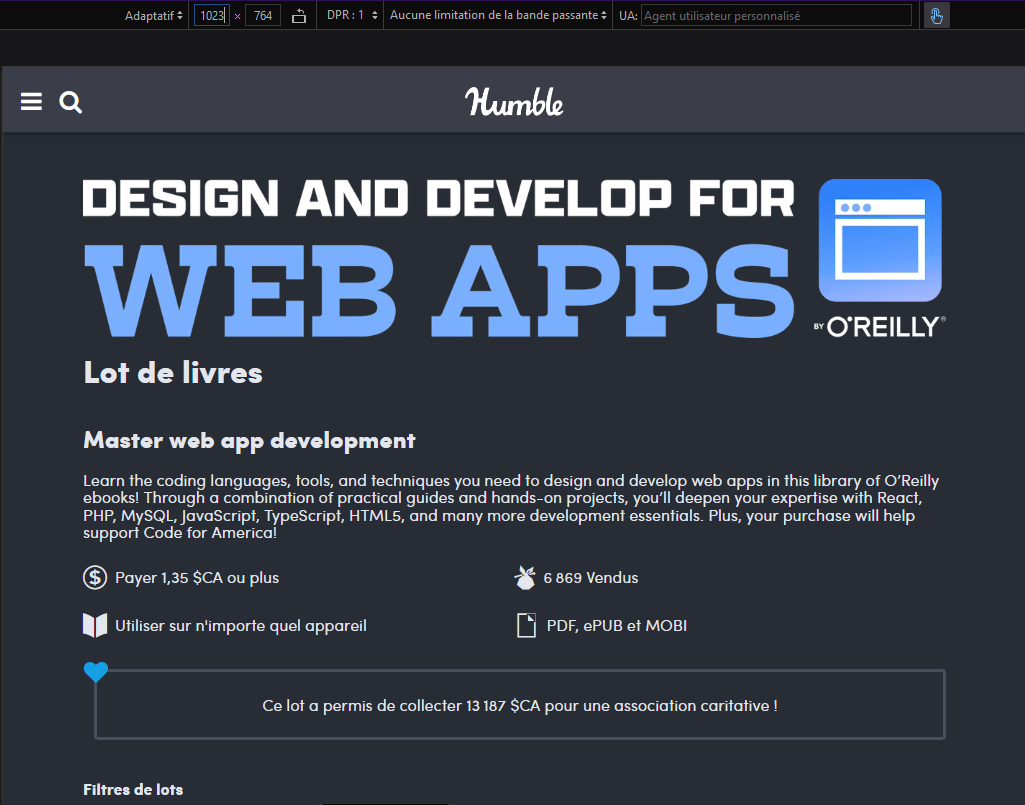 Adaptatif 1023 × 764 DPR : 1 Aucune limitation de la bande passante UA: Agent utilisateur personnalisé
Humble
DESIGN AND DEVELOP FOR
WEB APPS
BY O'REILLY®
Lot de livres
Master web app development
Learn the coding languages, tools, and techniques you need to design and develop web apps in this library of O’Reilly
ebooks! Through a combination of practical guides and hands-on projects, you’ll deepen your expertise with React,
PHP, MySQL, JavaScript, TypeScript, HTML5, and many more development essentials. Plus, your purchase will help
support Code for America!
Payer 1,35 $CA ou plus
6 869 Vendus
Utiliser sur n'importe quel appareil
PDF, ePUB et MOBI
Ce lot a permis de collecter 13 187 $CA pour une association caritative !
Filtres de lots